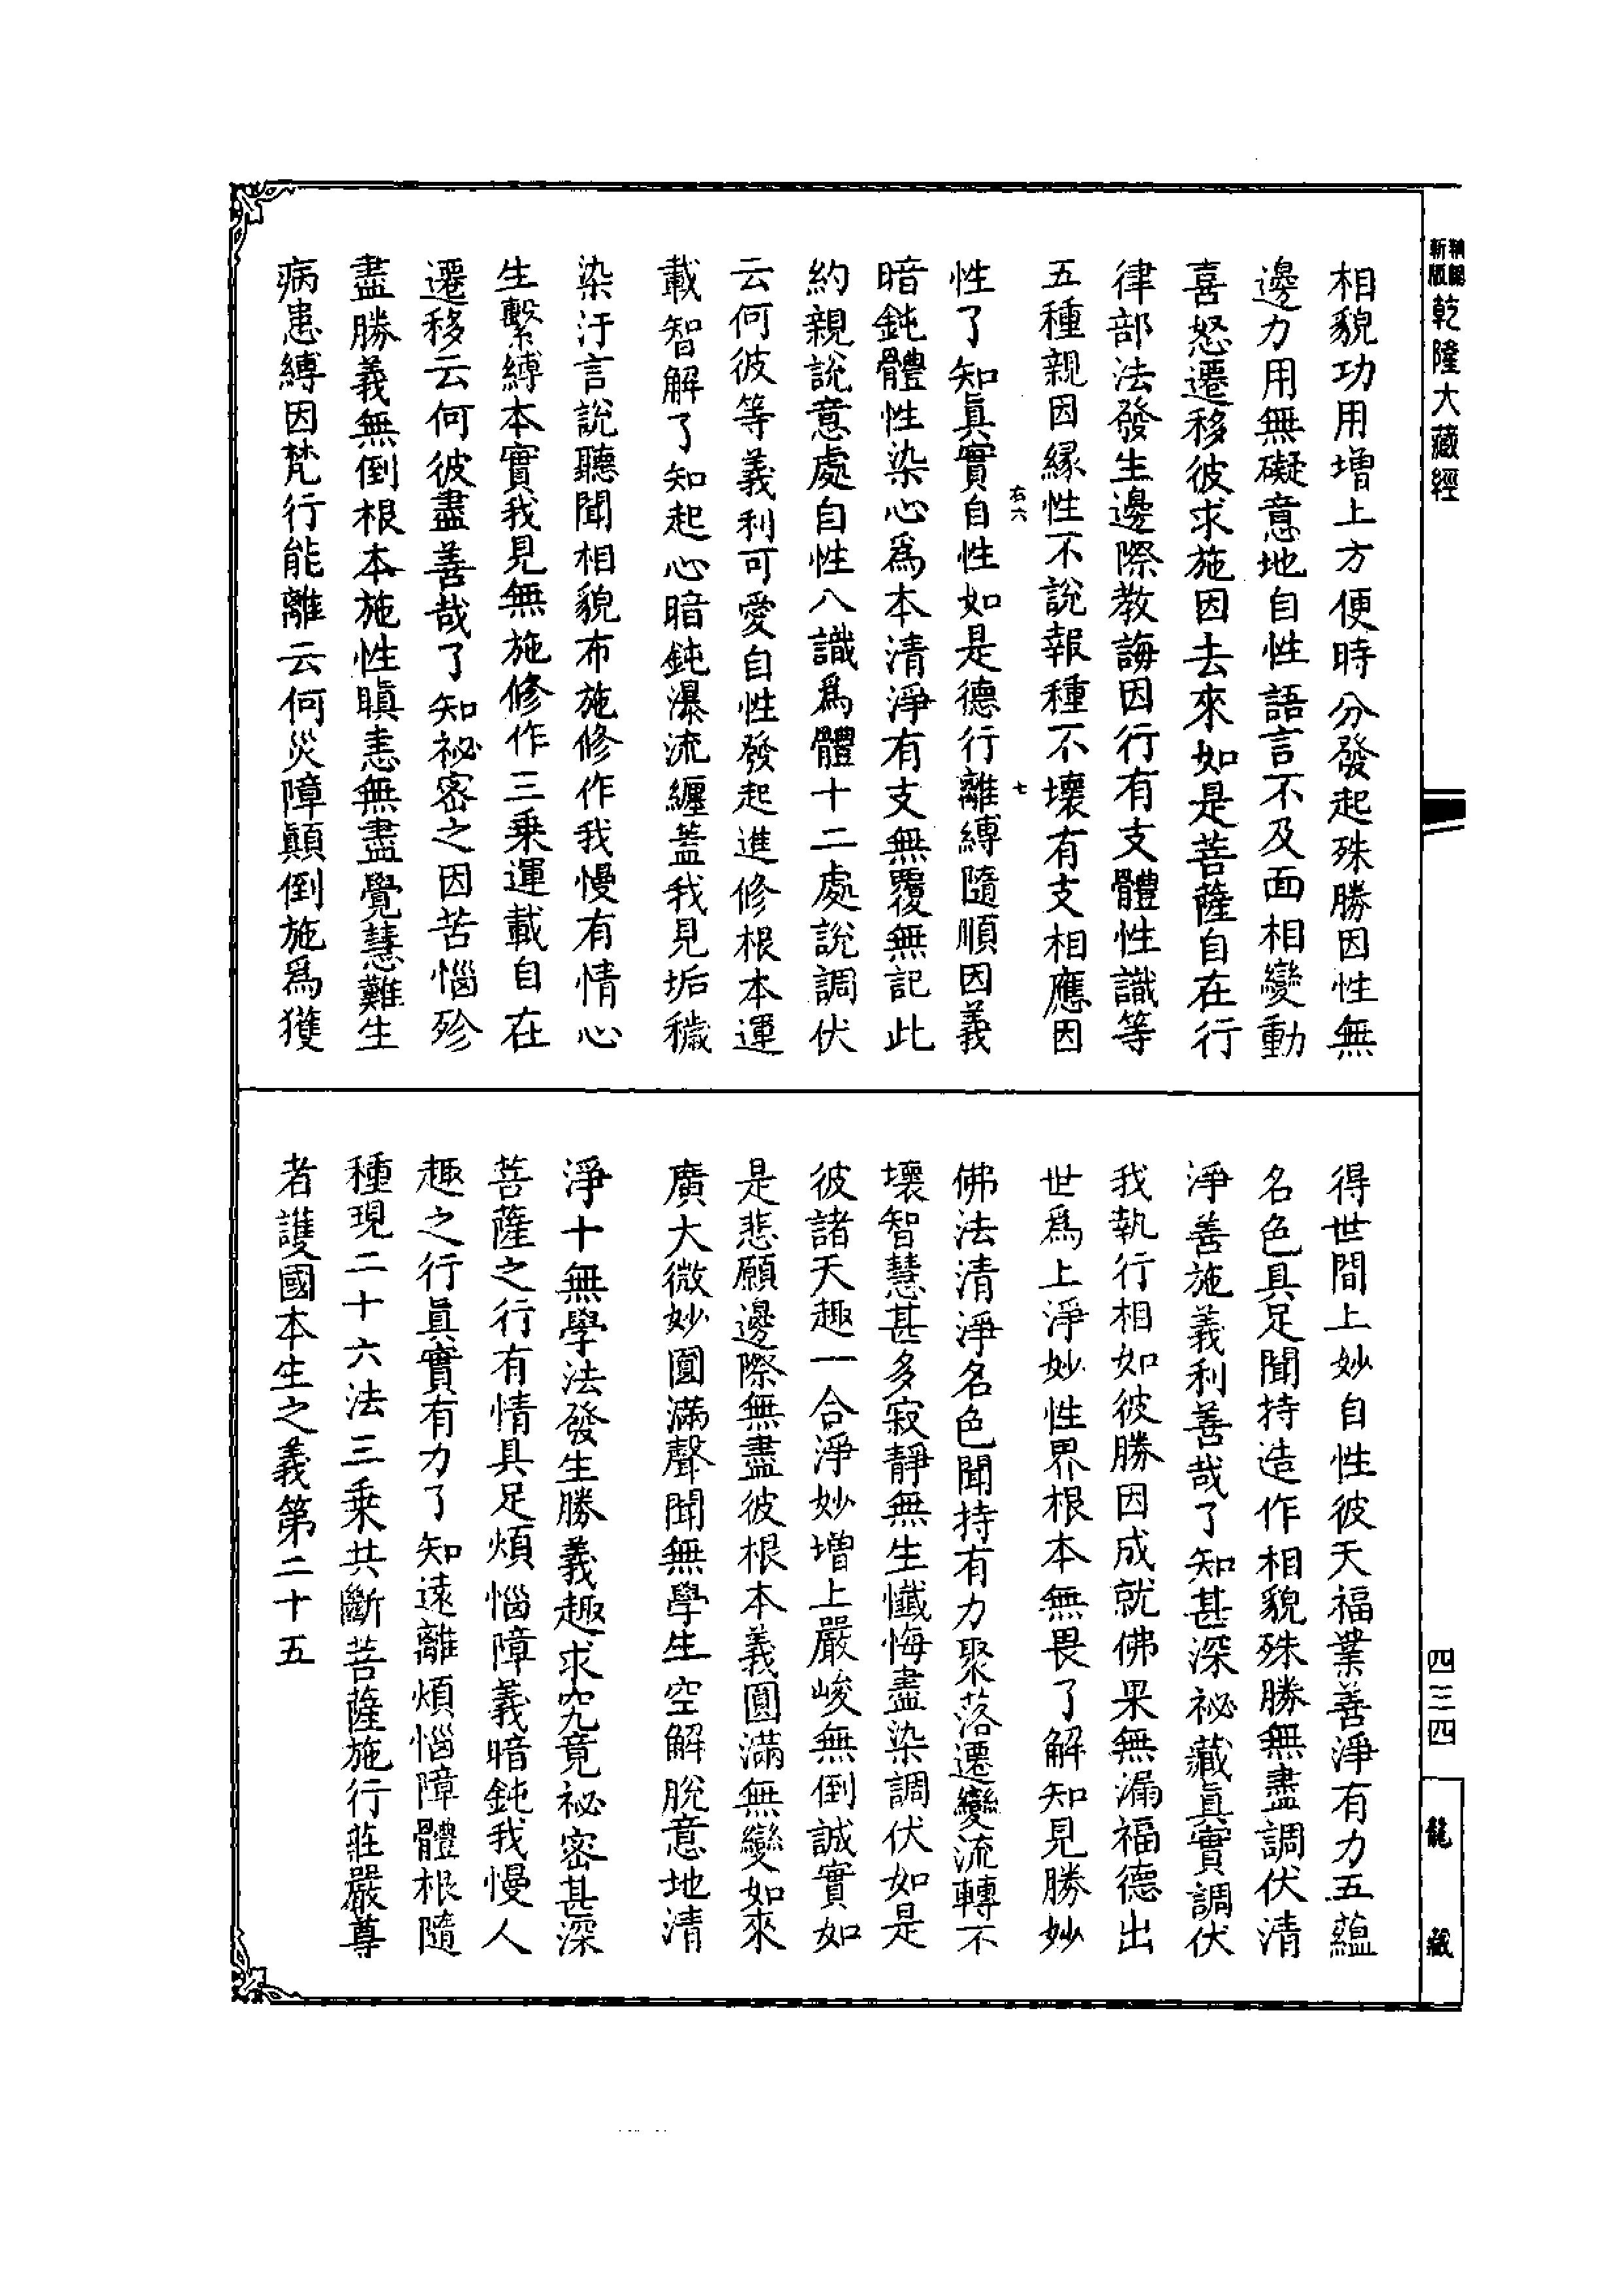 新版
乾隆大藏經
相貌功用增上方便時分發起殊勝因性無
邊力用無礙意地自性語言不及面相變動
喜怒遷移彼求施因去來如是菩薩自在行
律部法發生邊際教誨因行有支體性識等
五種親因緣性不說報種不壞有支相應因
右六
七
性了知眞實自性如是德行離縛隨順因義
暗鈍體性染心爲本清淨有支無覆無記此
約親說意處自性八識爲體十二處說調伏
云何彼等義利可愛自性發起進修根本運
載智解了知起心暗鈍瀑流纏蓋我見垢穢
染汙言說聽聞相貌布施修作我慢有情心
生繫縛本實我見無施修作三乗運載自在
遷移云何彼盡善哉了知祕密之因苦惱殄
盡勝義無倒根本施性瞋恚無盡覺慧難生
病患縛因梵行能離云何災障顚倒施爲獲
得世間上妙自性彼天福業善淨有力五蘊
名色具足聞持造作相貌殊勝無盡調伏清
淨善施義利善哉了知甚深祕藏眞實調伏
我執行相如彼勝因成就佛果無漏福德出
世爲上淨妙性界根本無畏了解知見勝妙
佛法清淨名色聞持有力聚落遷變流轉不
壞智慧甚多寂靜無生懺悔盡染調伏如是
彼諸天趣一合淨妙增上嚴峻無倒誠實如
是悲願邊際無盡彼根本義圓滿無變如來
廣大微妙圓滿聲聞無學生空解脫意地清
淨十無學法發生勝義趣求究竟祕密甚深
菩薩之行有情具足煩惱障義暗鈍我慢人
趣之行眞實有力了知遠離煩惱障體根隨
種現二十六法三乗共斷菩薩施行莊嚴尊
者護國本生之義第二十五
四三四
龍藏